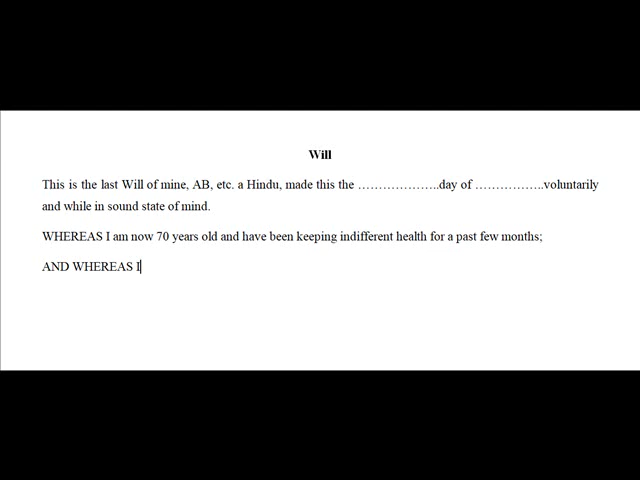 Will
This is the last Will of mine, AB, etc. a Hindu, made this the ………………..day of ……………..voluntarily
and while in sound state of mind.
WHEREAS I am now 70 years old and have been keeping indifferent health for a past few months;
AND WHEREAS I